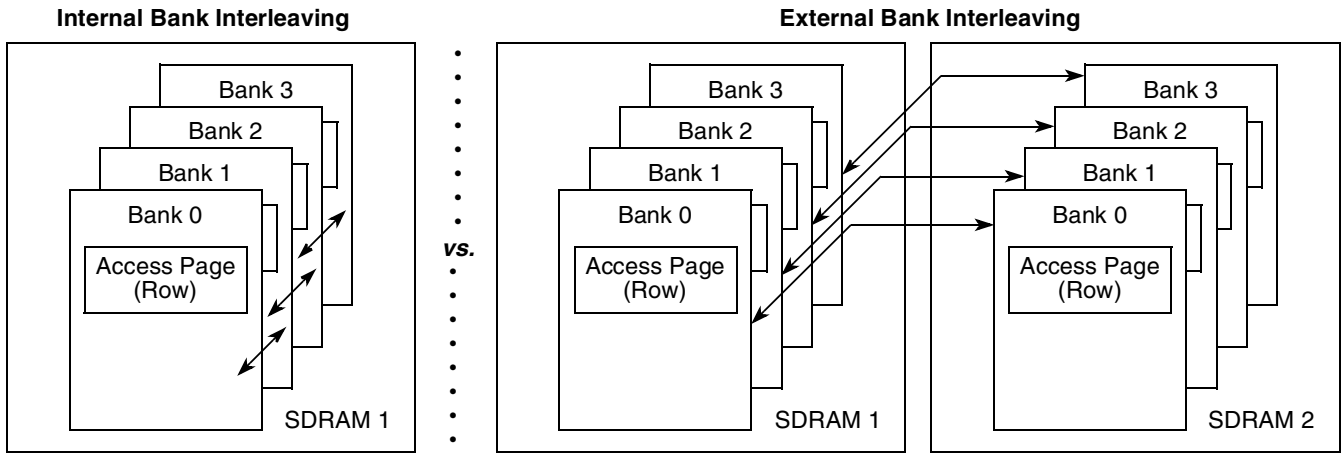 Internal Bank Interleaving
Bank 3
Bank 2
Bank 1
Bank 0
Access Page
(Row)
SDRAM 1
vs.
External Bank Interleaving
Bank 3
Bank 2
Bank 1
Bank 0
Access Page
(Row)
SDRAM 1
Bank 3
Bank 2
Bank 1
Bank 0
Access Page
(Row)
SDRAM 2